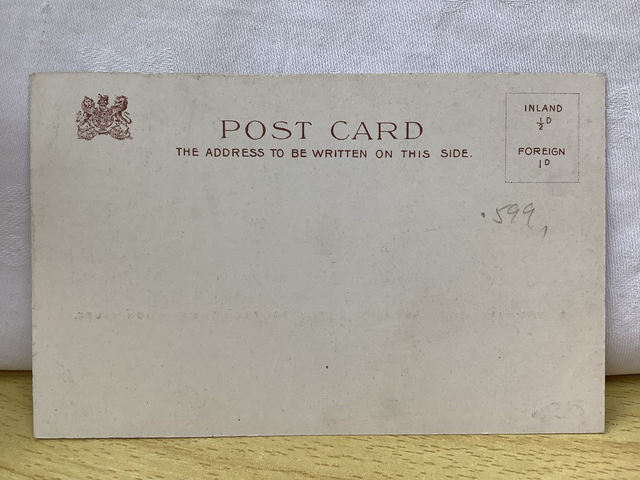 POST CARD
THE ADDRESS TO BE WRITTEN ON THIS SIDE.
INLAND
½D
FOREIGN
1D
.599